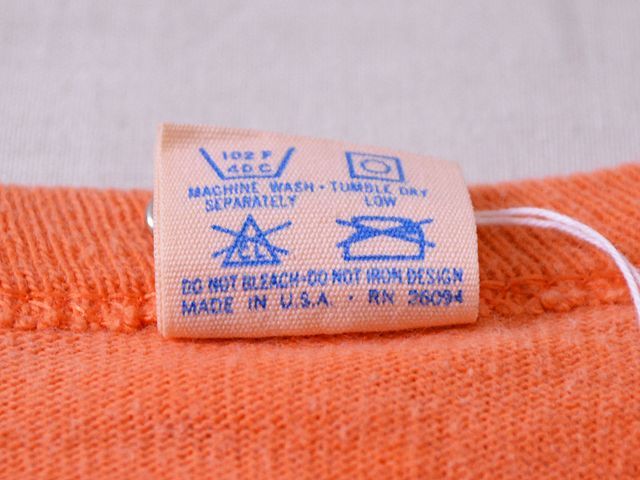 102 F
40 C
MACHINE WASH · TUMBLE DRY
SEPARATELY LOW
CL
DO NOT BLEACH · DO NOT IRON DESIGN
MADE IN U.S.A. · RN 26094